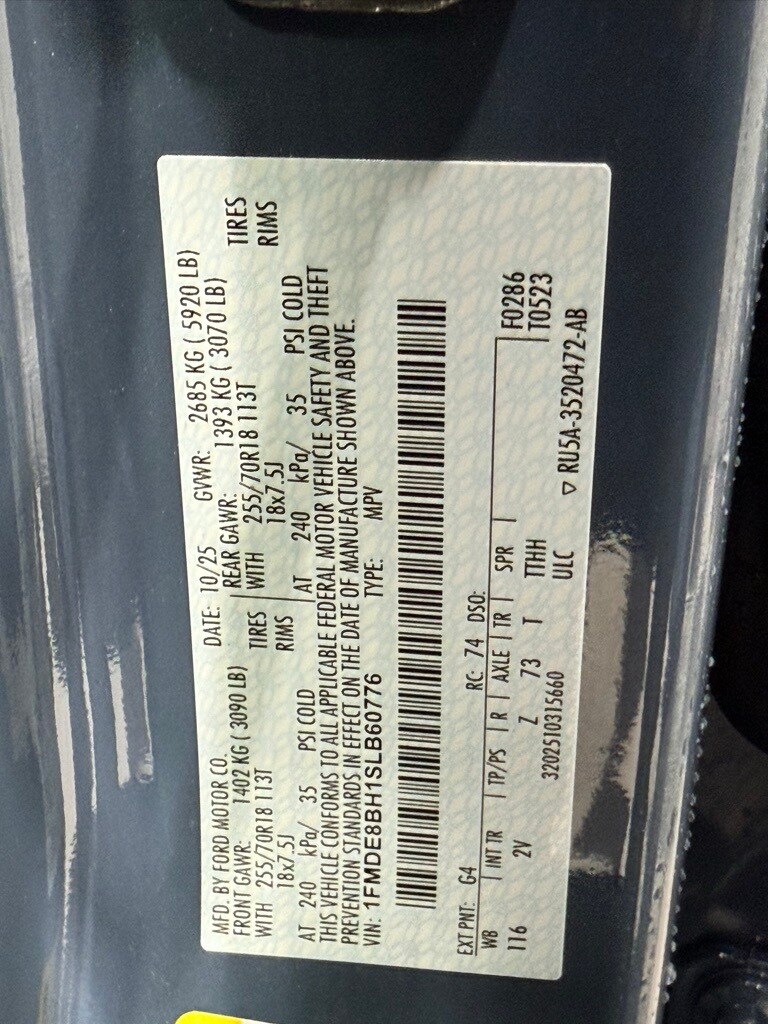 MFD. BY FORD MOTOR CO. DATE: 10/25 GVWR: 2685 KG ( 5920 LB)
FRONT GAWR: 1402 KG ( 3090 LB) REAR GAWR: 1393 KG ( 3070 LB)
WITH 255/70R18 113T TIRES WITH 255/70R18 113T TIRES
18x7.5J RIMS 18x7.5J RIMS
AT 240 kPa/ 35 PSI COLD AT 240 kPa/ 35 PSI COLD
THIS VEHICLE CONFORMS TO ALL APPLICABLE FEDERAL MOTOR VEHICLE SAFETY AND THEFT
PREVENTION STANDARDS IN EFFECT ON THE DATE OF MANUFACTURE SHOWN ABOVE.
VIN: 1FMDE8BH1SLB60776 TYPE: MPV
EXT PNT: G4 RC: 74 DSO:
WB INT TR TP/PS R AXLE TR SPR F0286
116 2V Z 73 T TTHH T0523
3202510315660 ULC
▽ RU5A-3520472-AB